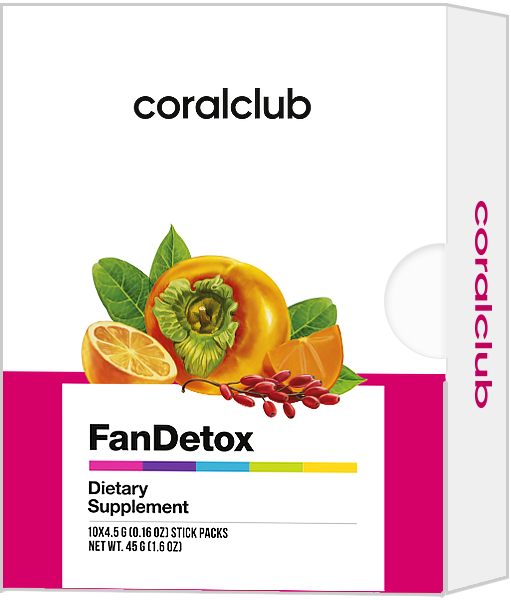 coralclub
coralclub
FanDetox
Dietary
Supplement
10X4.5 G (0.16 OZ) STICK PACKS
NET WT. 45 G (1.6 OZ)